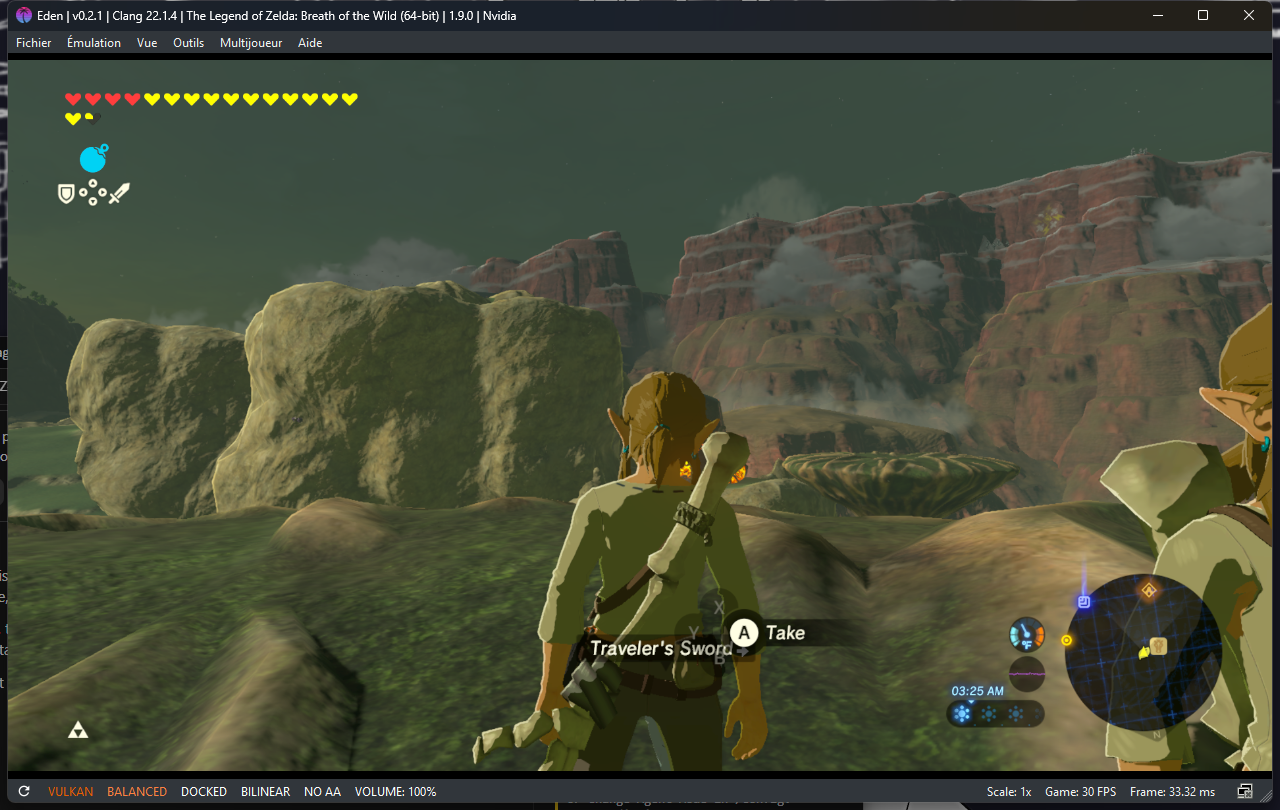 Eden | v0.2.1 | Clang 22.1.4 | The Legend of Zelda: Breath of the Wild (64-bit) | 1.9.0 | Nvidia
Fichier Émulation Vue Outils Multijoueur Aide
X
Y
A Take
Traveler's Sword
B
°F
03:25 AM
N
VULKAN BALANCED DOCKED BILINEAR NO AA VOLUME: 100% Scale: 1x Game: 30 FPS Frame: 33.32 ms